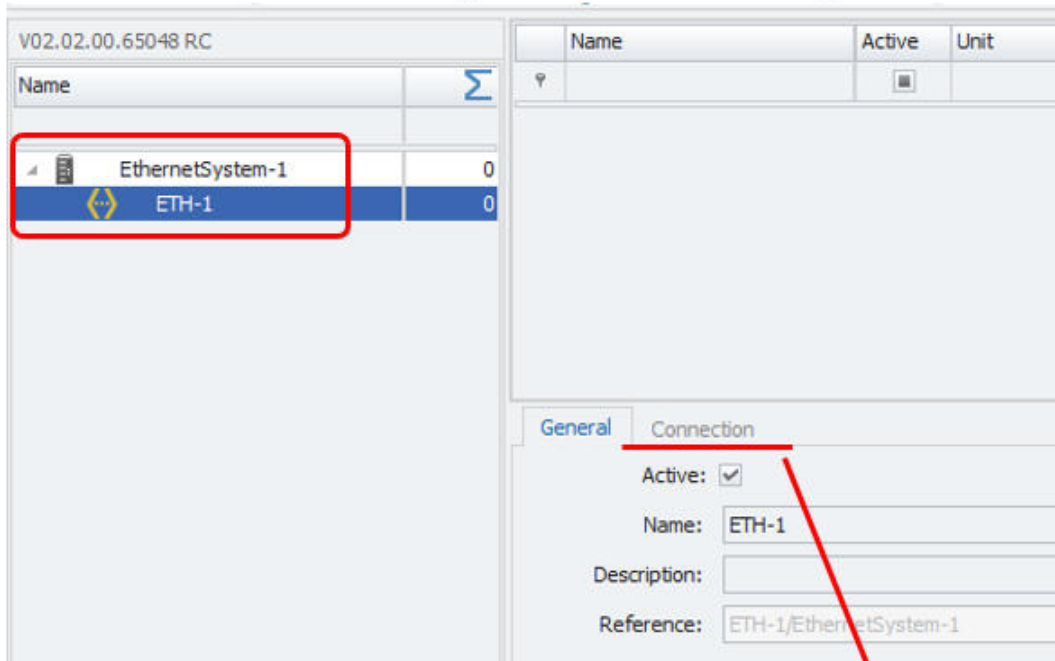 V02.02.00.65048 RC
Name Σ
EthernetSystem-1 0
ETH-1 0
Name Active Unit
General Connection
Active:
Name: ETH-1
Description:
Reference: ETH-1/EthernetSystem-1